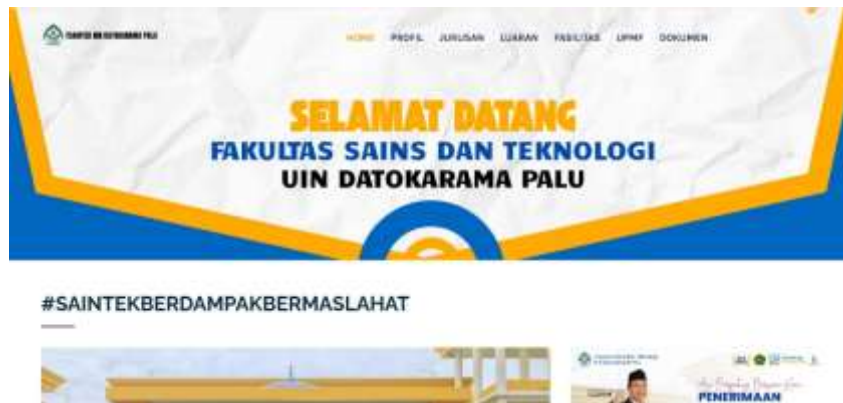 HOME PROFIL JURUSAN LUARAN FASILITAS UPMF DOKUMEN
SELAMAT DATANG
FAKULTAS SAINS DAN TEKNOLOGI
UIN DATOKARAMA PALU
#SAINTEKBERDAMPAKBERMASLAHAT
PENERIMAAN